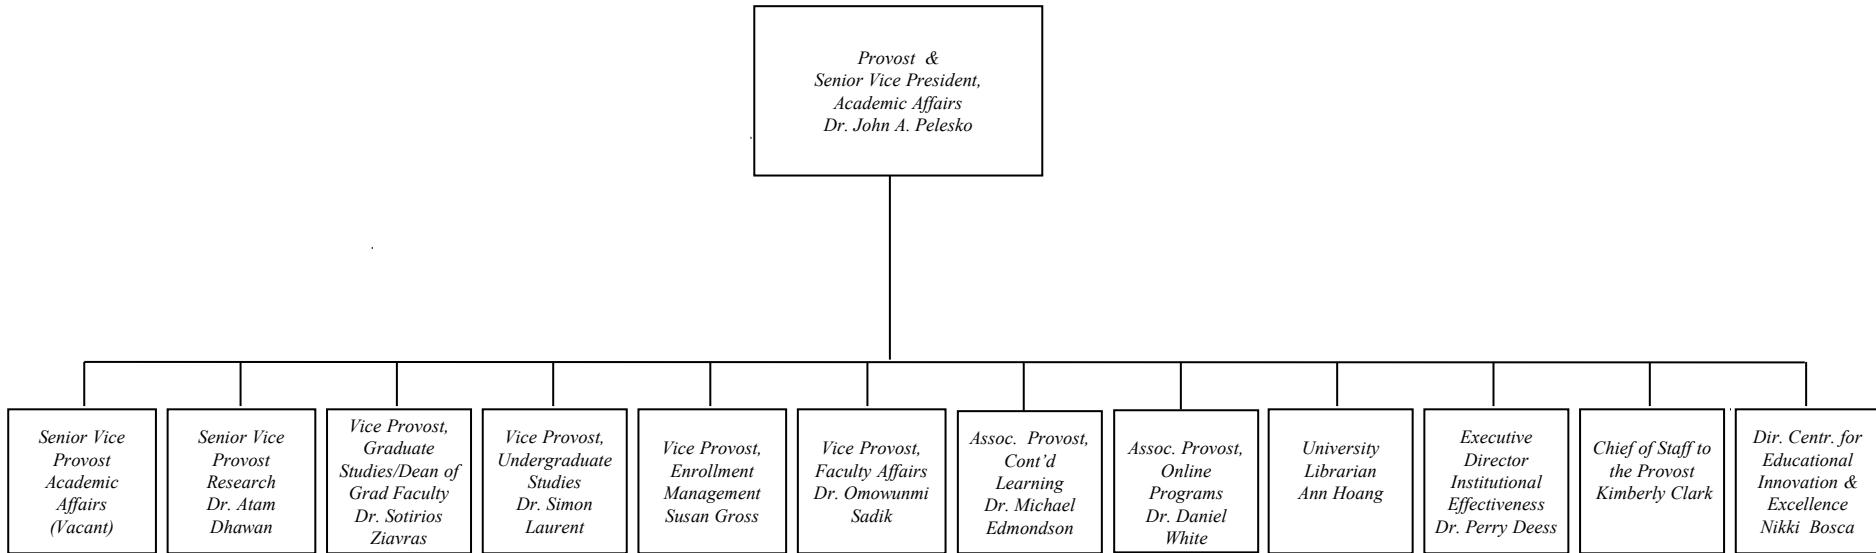 Provost &
Senior Vice President,
Academic Affairs
Dr. John A. Pelesko
Senior Vice
Provost
Academic
Affairs
(Vacant)
Senior Vice
Provost
Research
Dr. Atam
Dhawan
Vice Provost,
Graduate
Studies/Dean of
Grad Faculty
Dr. Sotirios
Ziavras
Vice Provost,
Undergraduate
Studies
Dr. Simon
Laurent
Vice Provost,
Enrollment
Management
Susan Gross
Vice Provost,
Faculty Affairs
Dr. Omowunmi
Sadik
Assoc. Provost,
Cont’d
Learning
Dr. Michael
Edmondson
Assoc. Provost,
Online
Programs
Dr. Daniel
White
University
Librarian
Ann Hoang
Executive
Director
Institutional
Effectiveness
Dr. Perry Deess
Chief of Staff to
the Provost
Kimberly Clark
Dir. Centr. for
Educational
Innovation &
Excellence
Nikki Bosca